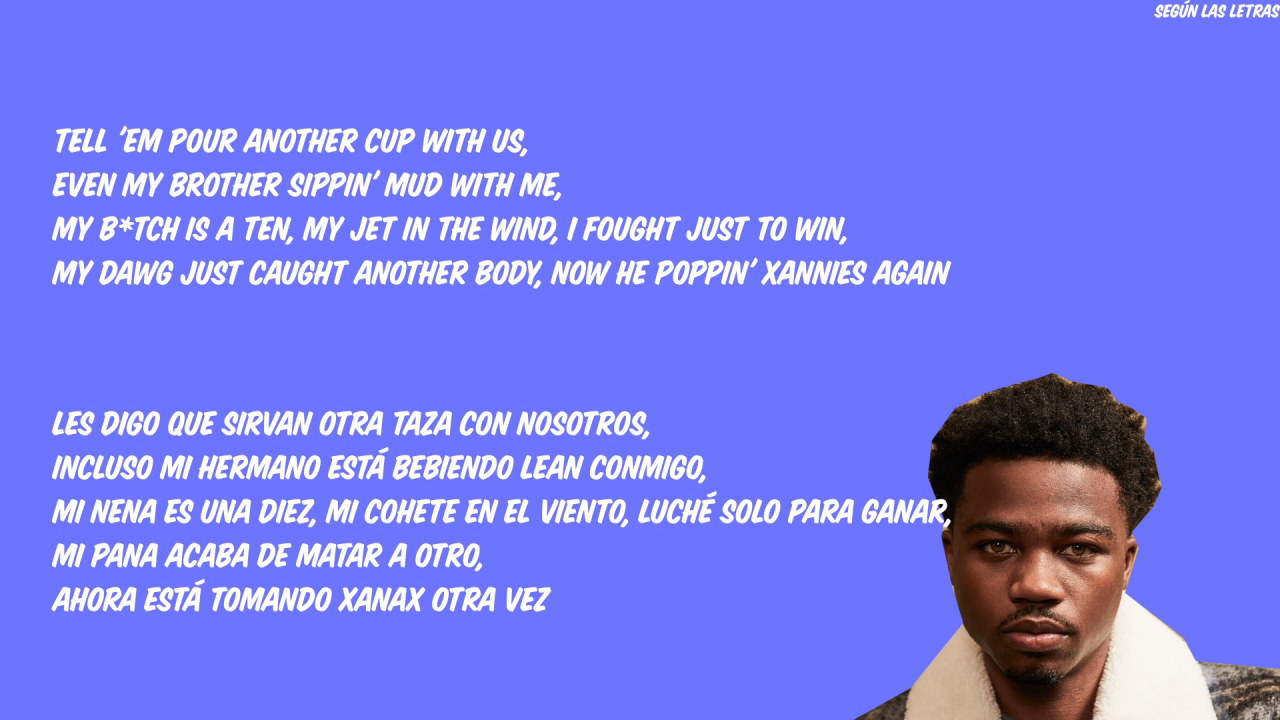 SEGÚN LAS LETRAS
TELL 'EM POUR ANOTHER CUP WITH US,
EVEN MY BROTHER SIPPIN' MUD WITH ME,
MY B*TCH IS A TEN, MY JET IN THE WIND, I FOUGHT JUST TO WIN,
MY DAWG JUST CAUGHT ANOTHER BODY, NOW HE POPPIN' XANNIES AGAIN
LES DIGO QUE SIRVAN OTRA TAZA CON NOSOTROS,
INCLUSO MI HERMANO ESTÁ BEBIENDO LEAN CONMIGO,
MI NENA ES UNA DIEZ, MI COHETE EN EL VIENTO, LUCHÉ SOLO PARA GANAR,
MI PANA ACABA DE MATAR A OTRO,
AHORA ESTÁ TOMANDO XANAX OTRA VEZ